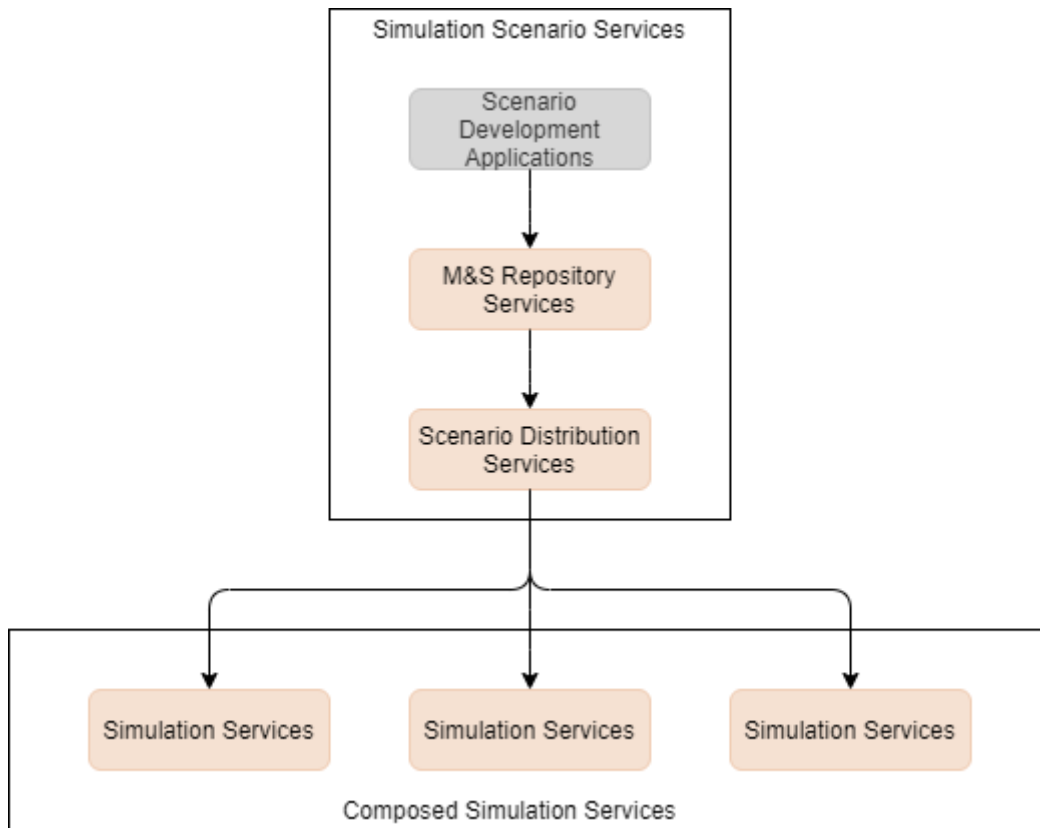 Simulation Scenario Services
Scenario
Development
Applications
M&S Repository
Services
Scenario Distribution
Services
Simulation Services
Simulation Services
Simulation Services
Composed Simulation Services